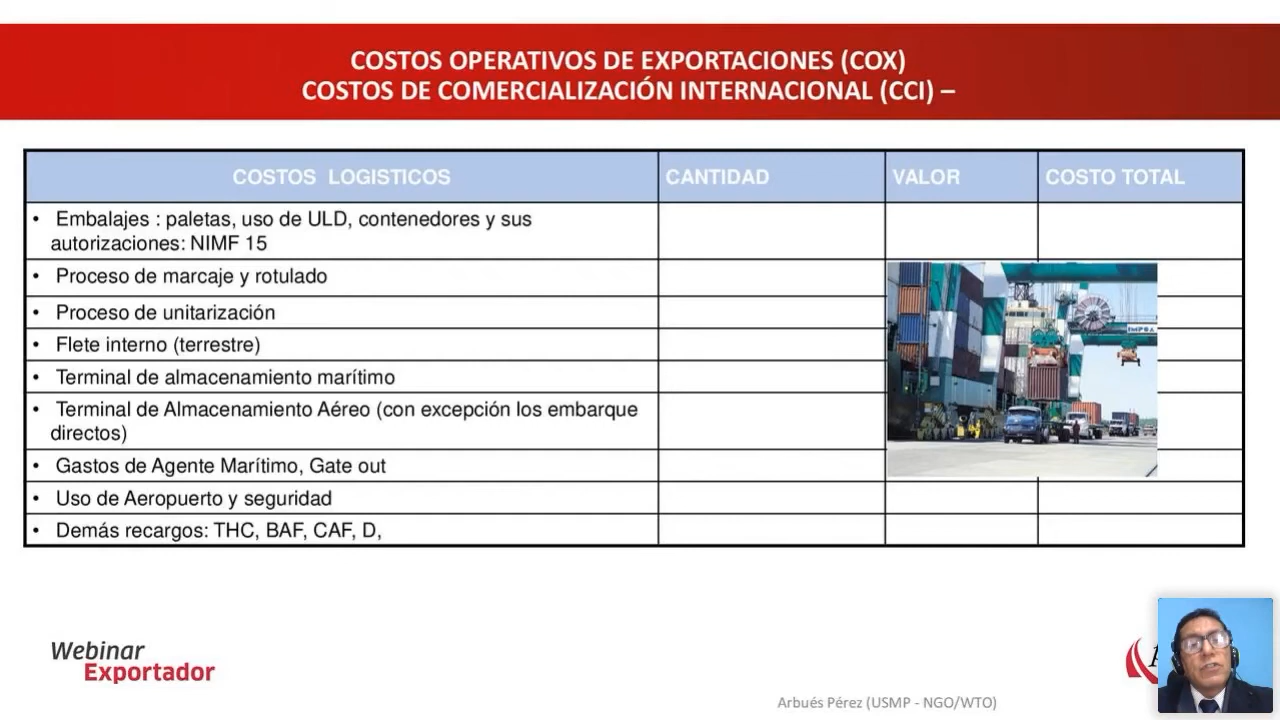 COSTOS OPERATIVOS DE EXPORTACIONES (COX)
COSTOS DE COMERCIALIZACIÓN INTERNACIONAL (CCI) –
COSTOS LOGISTICOS CANTIDAD VALOR COSTO TOTAL
• Embalajes : paletas, uso de ULD, contenedores y sus
autorizaciones: NIMF 15
• Proceso de marcaje y rotulado
• Proceso de unitarización
• Flete interno (terrestre)
• Terminal de almacenamiento marítimo
• Terminal de Almacenamiento Aéreo (con excepción los embarque
directos)
• Gastos de Agente Marítimo, Gate out
• Uso de Aeropuerto y seguridad
• Demás recargos: THC, BAF, CAF, D,
IMPSA
Webinar
Exportador
Arbués Pérez (USMP - NGO/WTO)